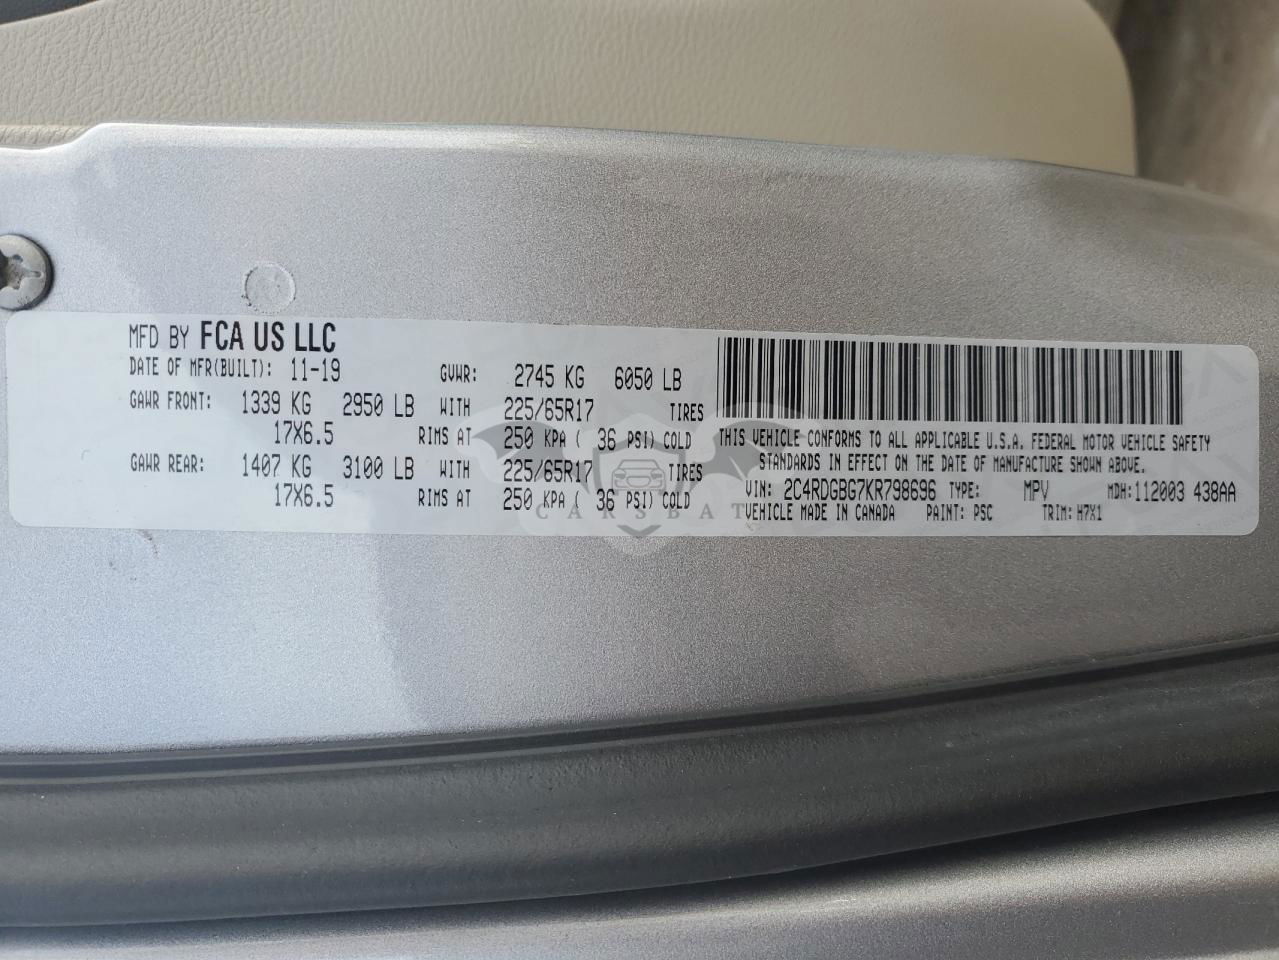 MFD BY FCA US LLC
DATE OF MFR(BUILT): 11-19 GVWR: 2745 KG 6050 LB
GAWR FRONT: 1339 KG 2950 LB WITH 225/65R17 TIRES
17X6.5 RIMS AT 250 KPA ( 36 PSI) COLD
GAWR REAR: 1407 KG 3100 LB WITH 225/65R17 TIRES
17X6.5 RIMS AT 250 KPA ( 36 PSI) COLD
THIS VEHICLE CONFORMS TO ALL APPLICABLE U.S.A. FEDERAL MOTOR VEHICLE SAFETY
STANDARDS IN EFFECT ON THE DATE OF MANUFACTURE SHOWN ABOVE.
VIN: 2C4RDGBG7KR798696 TYPE: MPV MDH:112003 438AA
VEHICLE MADE IN CANADA PAINT: PSC TRIM: H7X1
CARSBAT